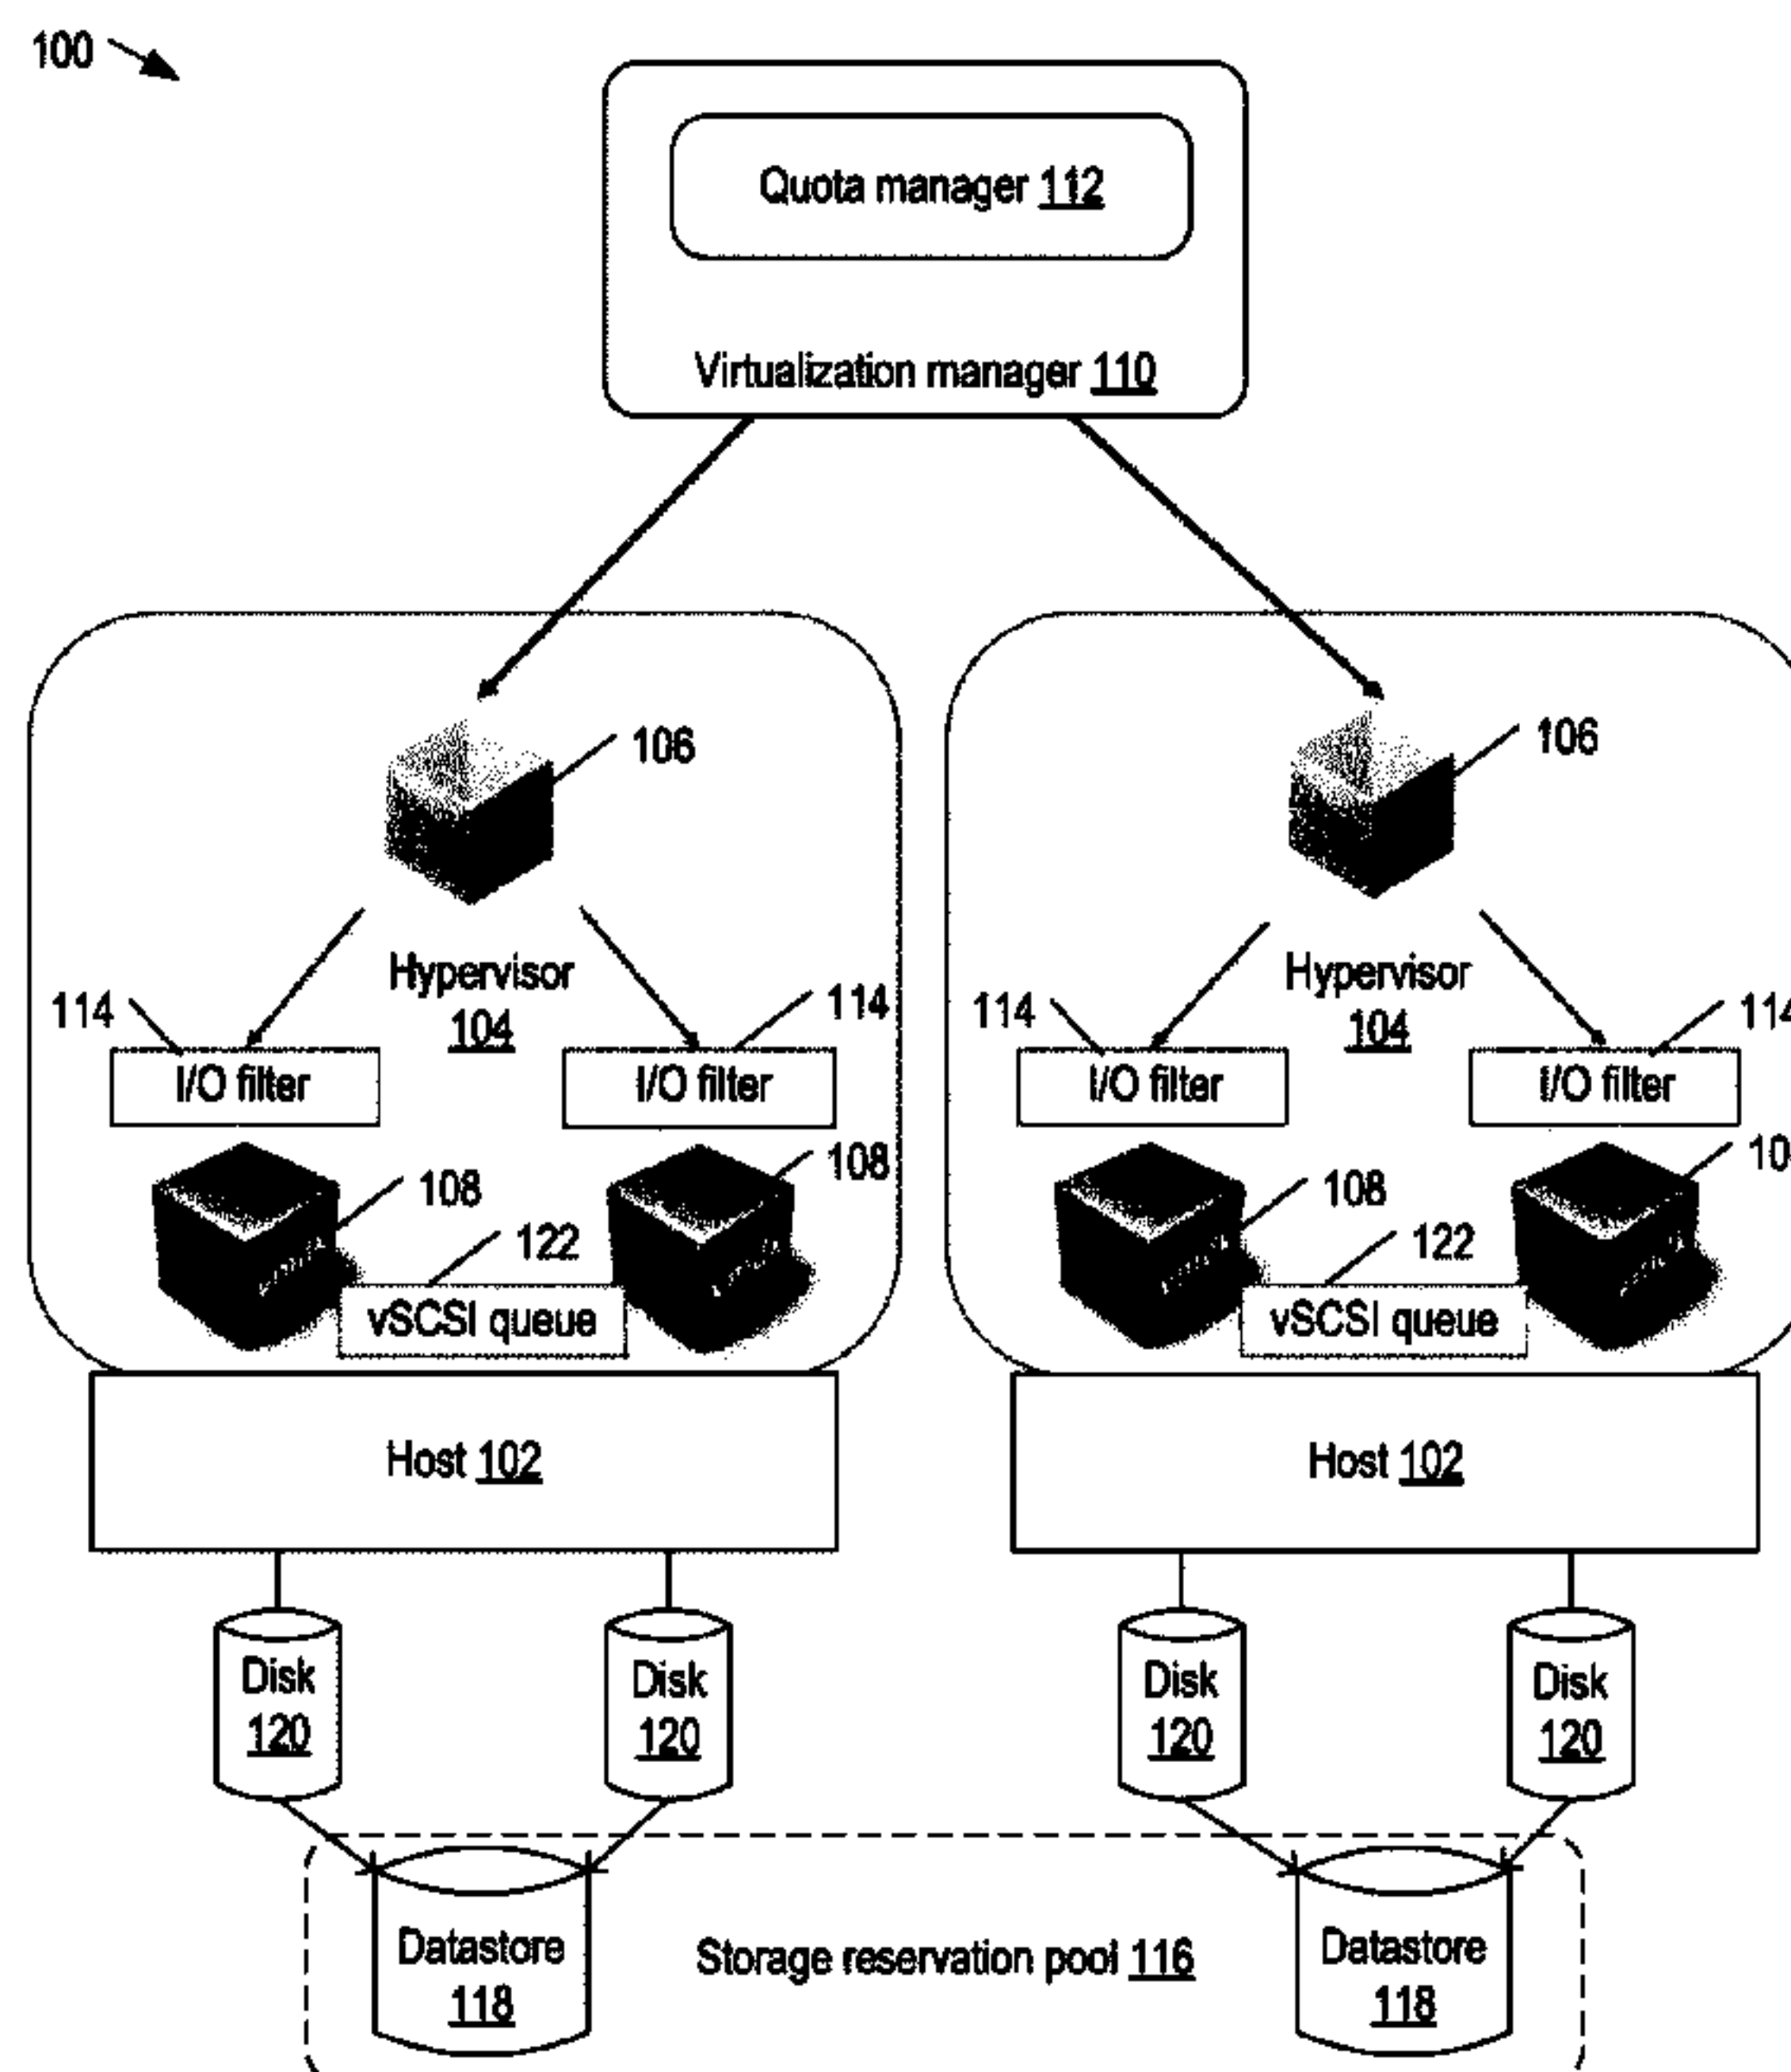 100
Quota manager 112
Virtualization manager 110
106
106
Hypervisor
104
Hypervisor
104
114
114
114
114
I/O filter
I/O filter
I/O filter
I/O filter
108
108
108
10
122
122
vSCSI queue
vSCSI queue
Host 102
Host 102
Disk
120
Disk
120
Disk
120
Disk
120
Datastore
118
Storage reservation pool 116
Datastore
118